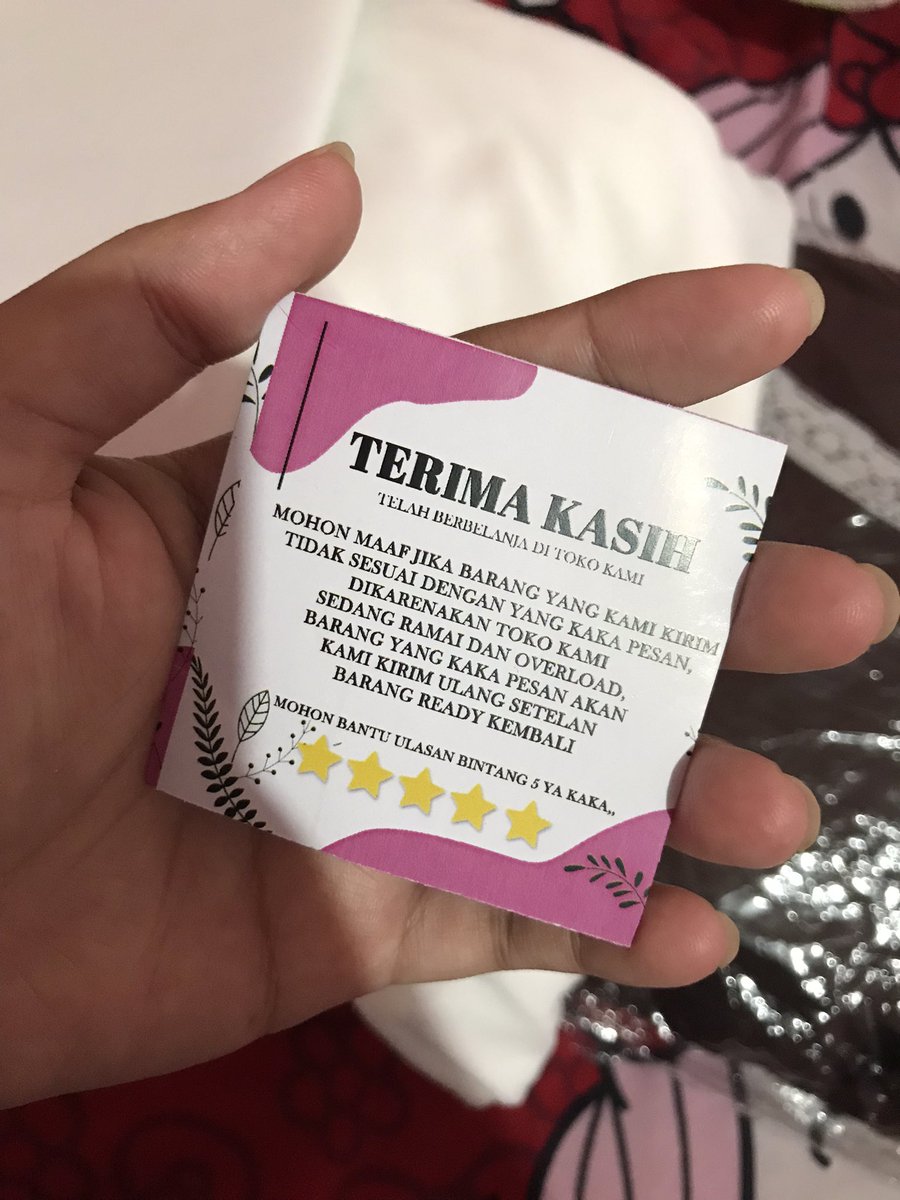 TERIMA KASIH
TELAH BERBELANJA DI TOKO KAMI
MOHON MAAF JIKA BARANG YANG KAMI KIRIM
TIDAK SESUAI DENGAN YANG KAKA PESAN,
DIKARENAKAN TOKO KAMI
SEDANG RAMAI DAN OVERLOAD,
BARANG YANG KAKA PESAN AKAN
KAMI KIRIM ULANG SETELAN
BARANG READY KEMBALI
MOHON BANTU ULASAN BINTANG 5 YA KAKA,,